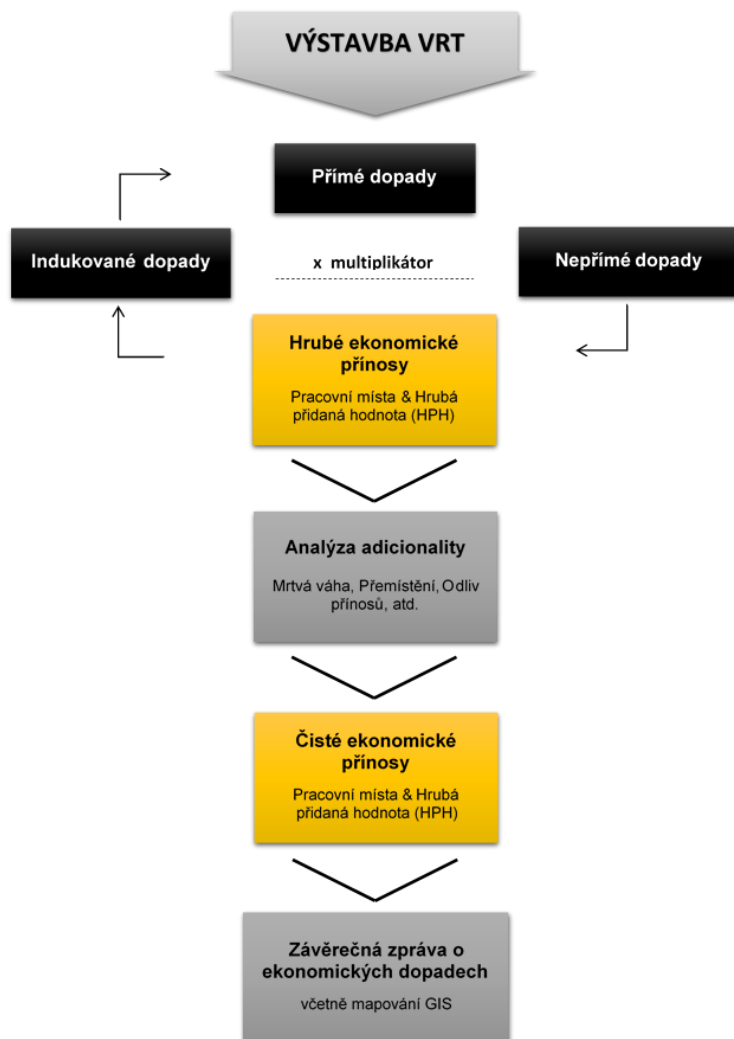 VÝSTAVBA VRT
Přímé dopady
Indukované dopady
x multiplikátor
Nepřímé dopady
Hrubé ekonomické
přínosy
Pracovní místa & Hrubá
přidaná hodnota (HPH)
Analýza adicionality
Mrtvá váha, Přemístění, Odliv
přínosů, atd.
Čisté ekonomické
přínosy
Pracovní místa & Hrubá
přidaná hodnota (HPH)
Závěrečná zpráva o
ekonomických dopadech
včetně mapování GIS